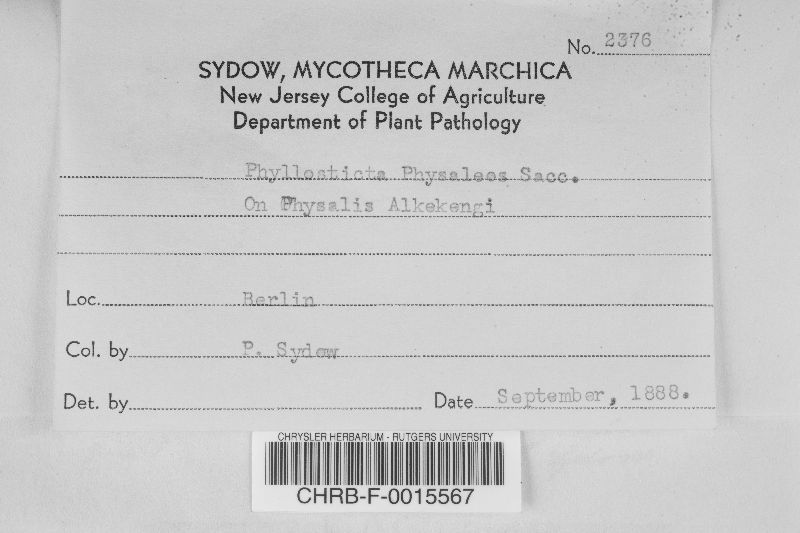 No. 2376
SYDOW, MYCOTHECA MARCHICA
New Jersey College of Agriculture
Department of Plant Pathology
Phyllosticta Physaleos Sacc.
On Physalis Alkekengi
Loc. Berlin
Col. by P. Sydow
Det. by
Date September, 1888.
CHRYSLER HERBARIUM - RUTGERS UNIVERSITY
CHRB-F-0015567